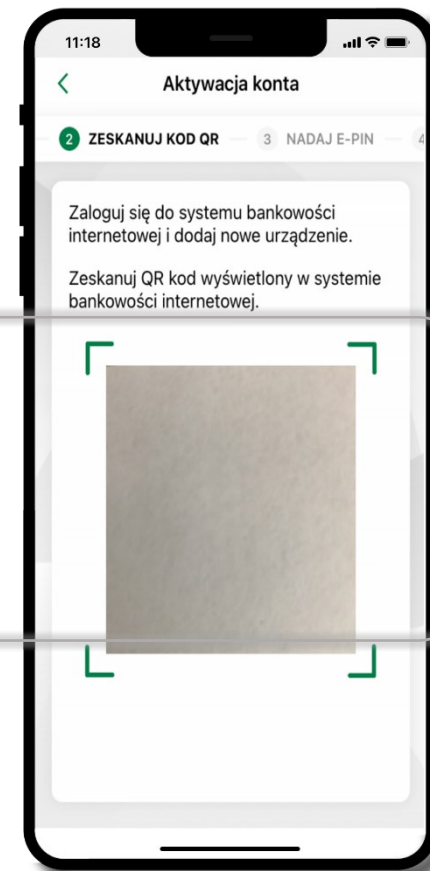 11:18
Aktywacja konta
2 ZESKANUJ KOD QR 3 NADAJ E-PIN 4
Zaloguj się do systemu bankowości
internetowej i dodaj nowe urządzenie.
Zeskanuj QR kod wyświetlony w systemie
bankowości internetowej.